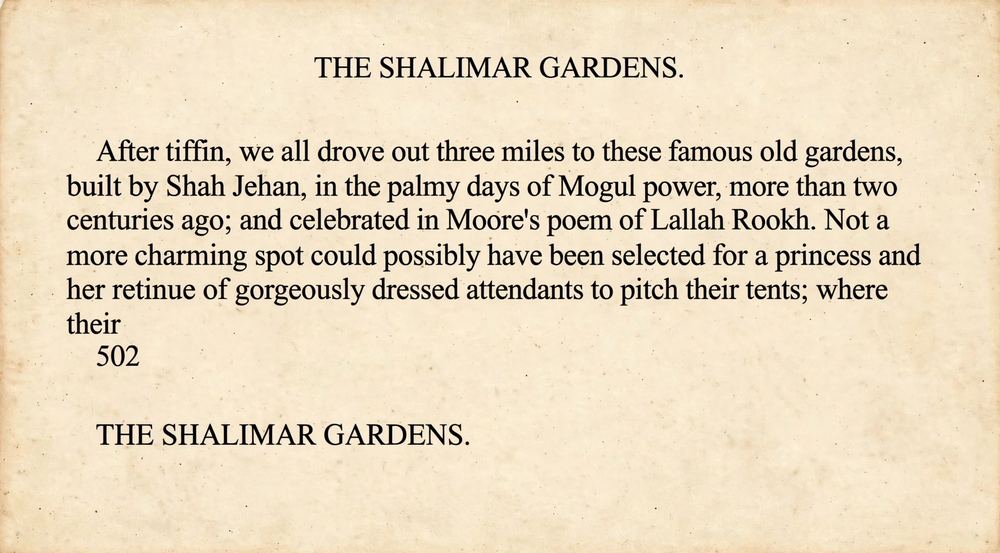 THE SHALIMAR GARDENS.
After tiffin, we all drove out three miles to these famous old gardens,
built by Shah Jehan, in the palmy days of Mogul power, more than two
centuries ago; and celebrated in Moore's poem of Lallah Rookh. Not a
more charming spot could possibly have been selected for a princess and
her retinue of gorgeously dressed attendants to pitch their tents; where
their
502
THE SHALIMAR GARDENS.